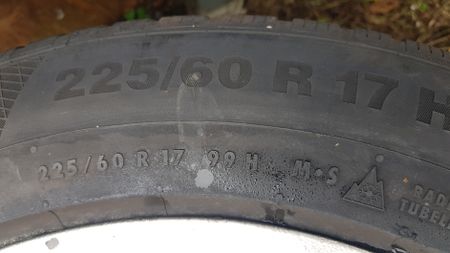 225/60 R 17 H
225/60 R 17 99 H M•S
RADI
TUBELE